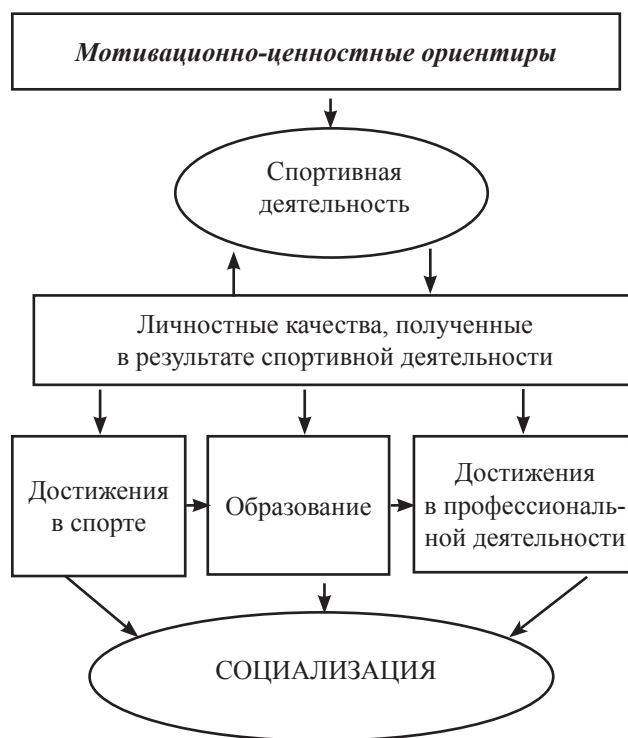 Мотивационно-ценностные ориентиры
Спортивная
деятельность
Личностные качества, полученные
в результате спортивной деятельности
Достижения
в спорте
Образование
Достижения
в профессиональ-
ной деятельности
СОЦИАЛИЗАЦИЯ